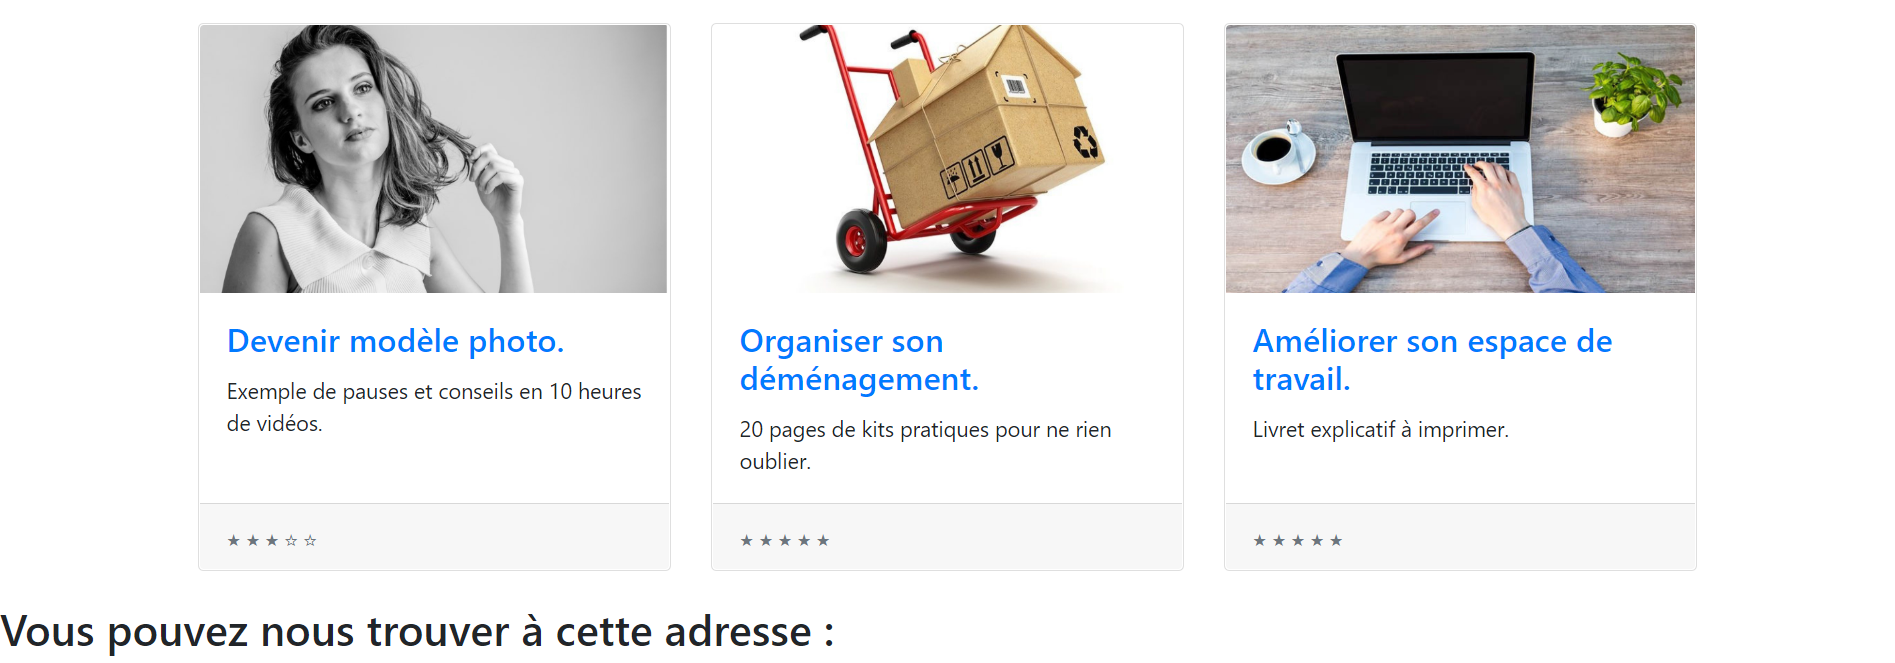 Devenir modèle photo.
Exemple de pauses et conseils en 10 heures
de vidéos.
★ ★ ★ ☆ ☆
Organiser son
déménagement.
20 pages de kits pratiques pour ne rien
oublier.
★ ★ ★ ★ ★
Améliorer son espace de
travail.
Livret explicatif à imprimer.
★ ★ ★ ★ ★
Vous pouvez nous trouver à cette adresse :